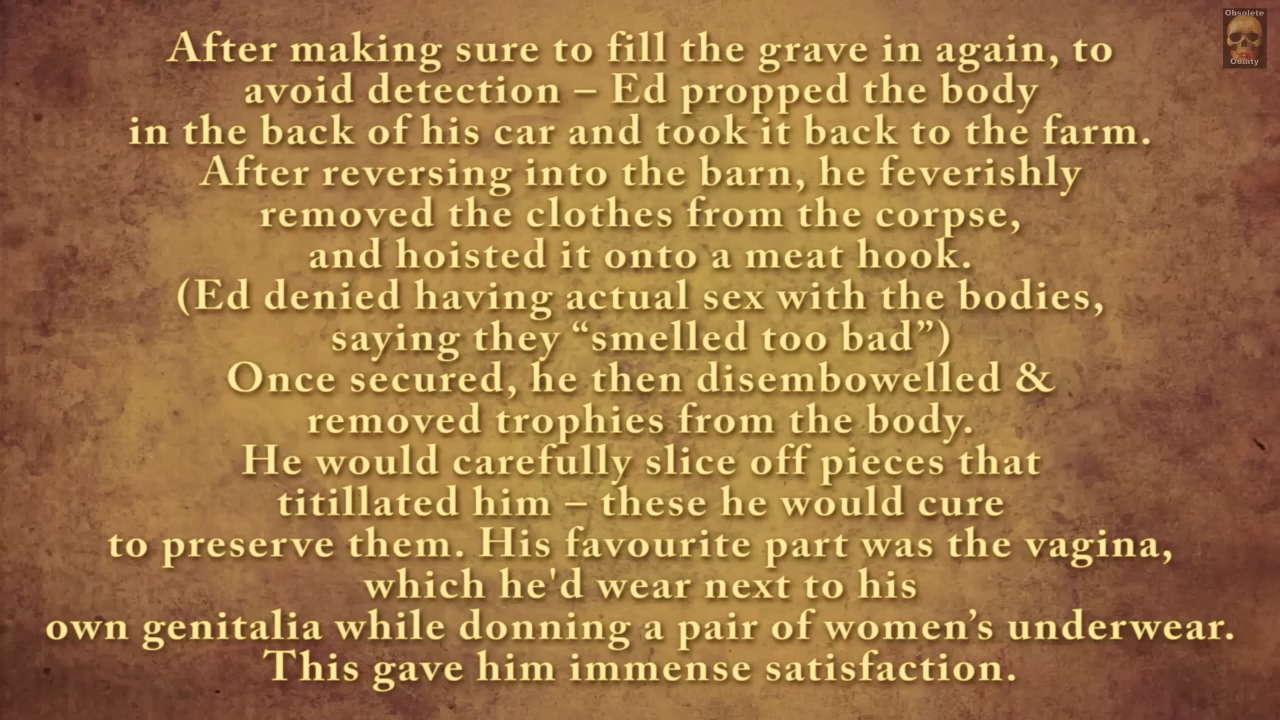 Obsolete
Oddity
After making sure to fill the grave in again, to
avoid detection – Ed propped the body
in the back of his car and took it back to the farm.
After reversing into the barn, he feverishly
removed the clothes from the corpse,
and hoisted it onto a meat hook.
(Ed denied having actual sex with the bodies,
saying they “smelled too bad”)
Once secured, he then disembowelled &
removed trophies from the body.
He would carefully slice off pieces that
titillated him – these he would cure
to preserve them. His favourite part was the vagina,
which he'd wear next to his
own genitalia while donning a pair of women’s underwear.
This gave him immense satisfaction.